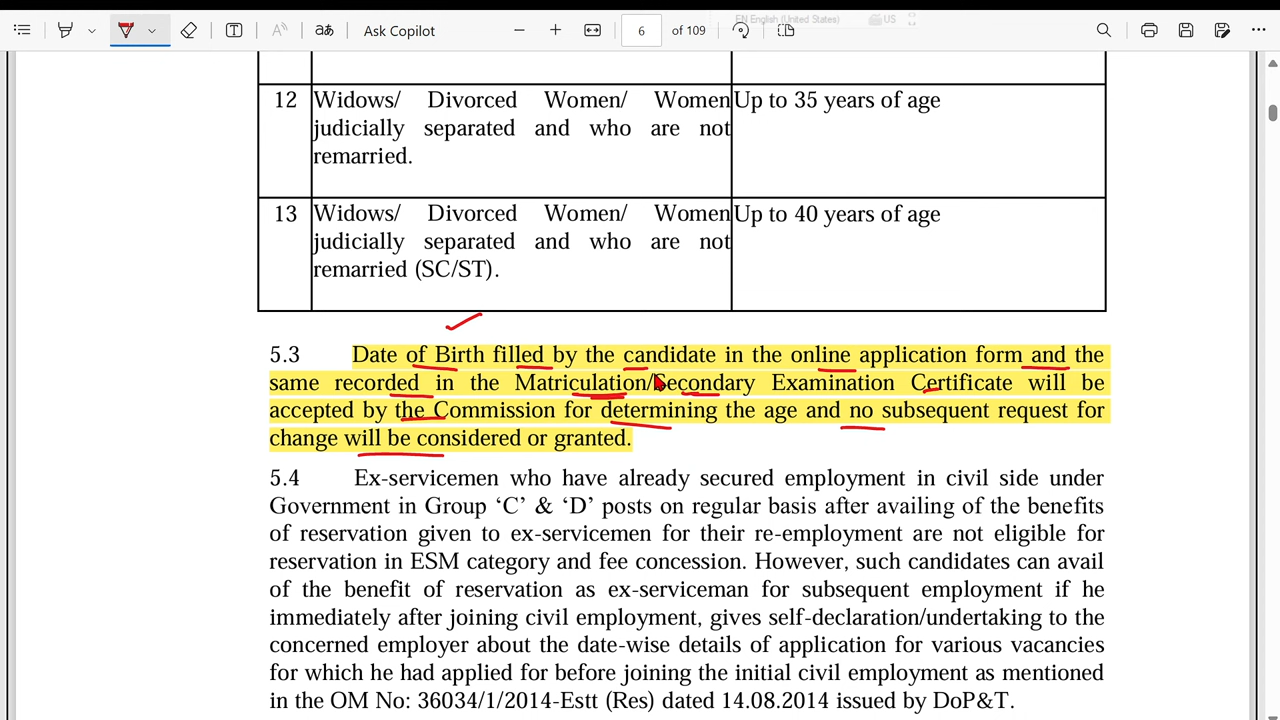 EN English (United States) US
Ask Copilot 6 of 109
12 Widows/ Divorced Women/ Women Up to 35 years of age
judicially separated and who are not
remarried.
13 Widows/ Divorced Women/ Women Up to 40 years of age
judicially separated and who are not
remarried (SC/ST).
5.3 Date of Birth filled by the candidate in the online application form and the
same recorded in the Matriculation/Secondary Examination Certificate will be
accepted by the Commission for determining the age and no subsequent request for
change will be considered or granted.
5.4 Ex-servicemen who have already secured employment in civil side under
Government in Group ‘C’ & ‘D’ posts on regular basis after availing of the benefits
of reservation given to ex-servicemen for their re-employment are not eligible for
reservation in ESM category and fee concession. However, such candidates can avail
of the benefit of reservation as ex-serviceman for subsequent employment if he
immediately after joining civil employment, gives self-declaration/undertaking to the
concerned employer about the date-wise details of application for various vacancies
for which he had applied for before joining the initial civil employment as mentioned
in the OM No: 36034/1/2014-Estt (Res) dated 14.08.2014 issued by DoP&T.